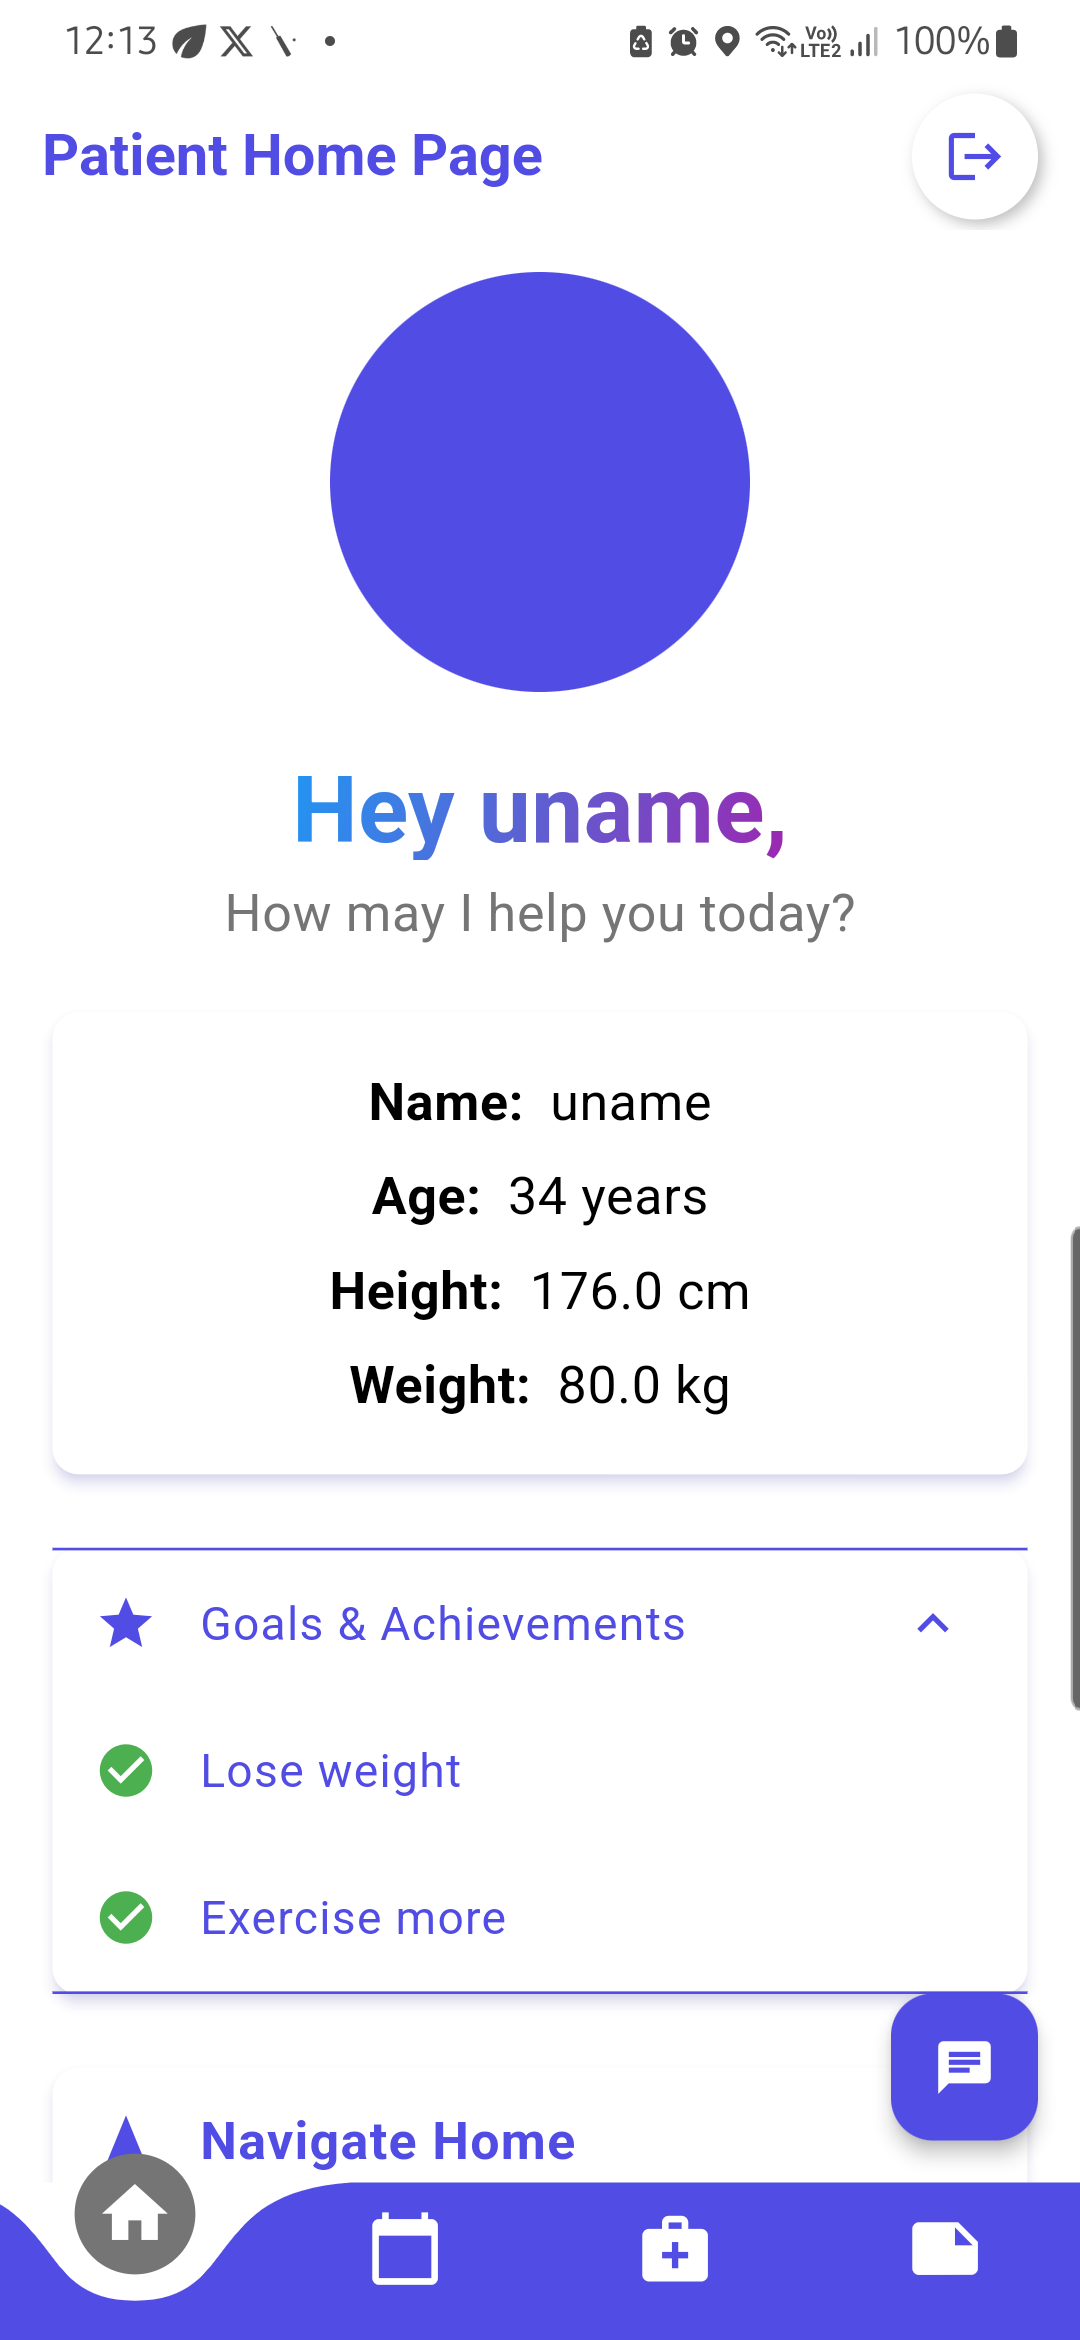 12:13 Vo)) LTE2 100%
Patient Home Page
Hey uname,
How may I help you today?
Name: uname
Age: 34 years
Height: 176.0 cm
Weight: 80.0 kg
Goals & Achievements
Lose weight
Exercise more
Navigate Home